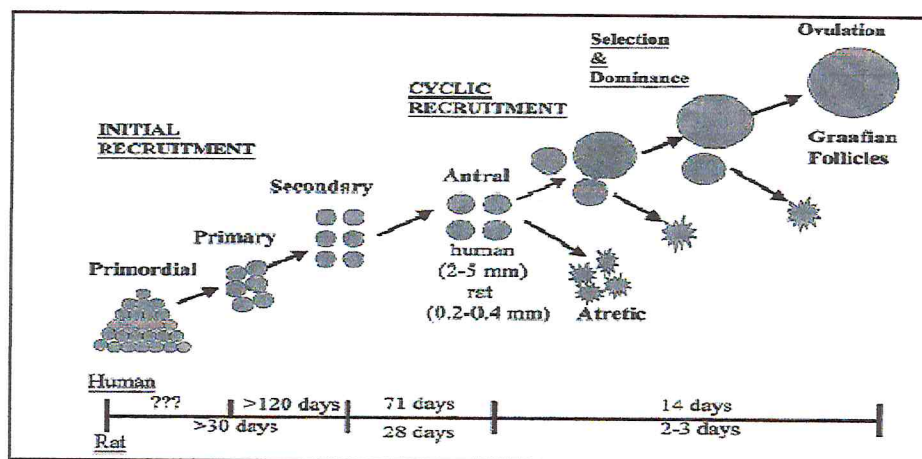 Ovulation
Selection
&
Dominance
CYCLIC
RECRUITMENT
Graafian
Follicles
INITIAL
RECRUITMENT
Antral
Secondary
Primary
human
(2-5 mm)
rat
(0.2-0.4 mm)
Primordial
Atretic
Human
??? >120 days 71 days 14 days
>30 days 28 days 2-3 days
Rat